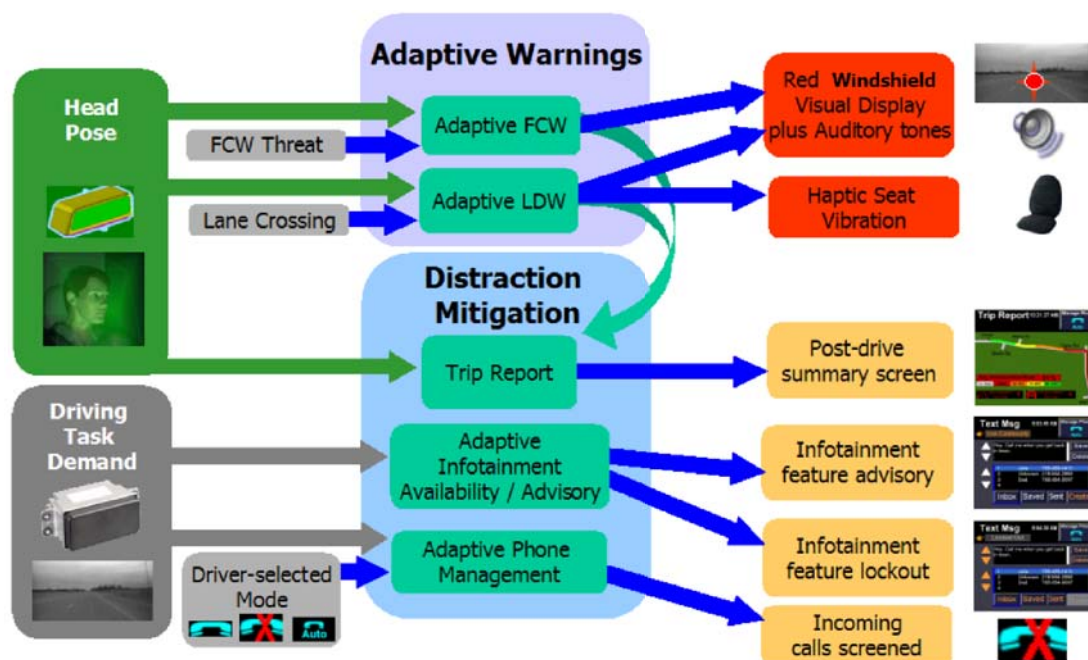 Adaptive Warnings
Head
Pose
Adaptive FCW
FCW Threat
Adaptive LDW
Lane Crossing
Red Windshield
Visual Display
plus Auditory tones
Haptic Seat
Vibration
Distraction
Mitigation
Trip Report
Post-drive
summary screen
Trip Report
Driving
Task
Demand
Adaptive
Infotainment
Availability / Advisory
Infotainment
feature advisory
Text Msg
Auto
Inbox
Saved
Sent
Adaptive Phone
Management
Driver-selected
Mode
Auto
Infotainment
feature lockout
Text Msg
Inbox
Saved
Sent
Incoming
calls screened